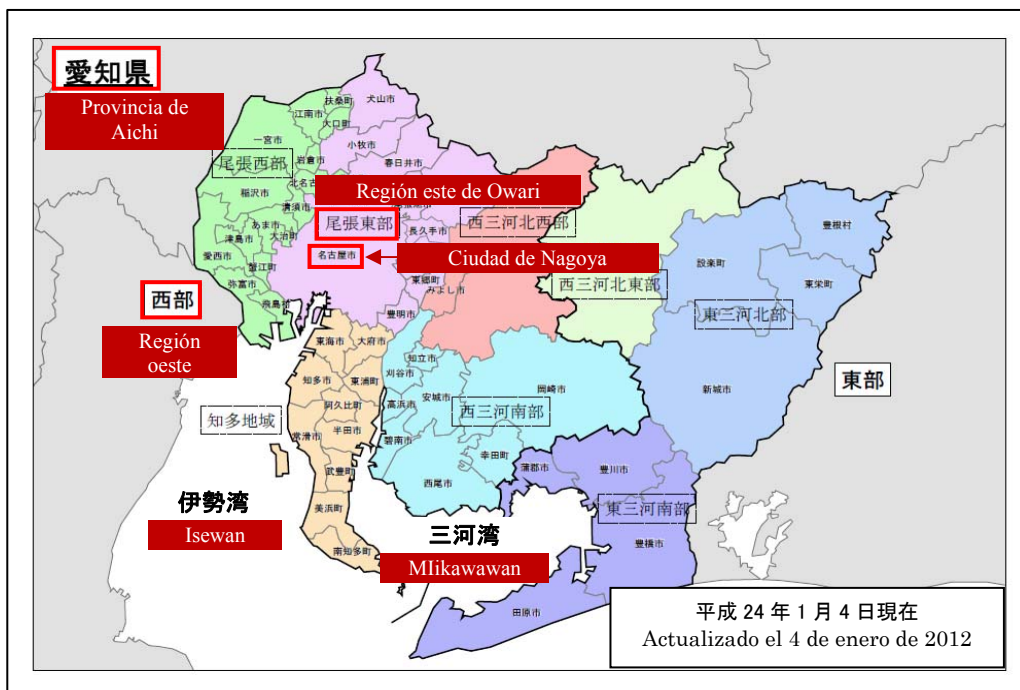 愛知県
Provincia de
Aichi
扶桑町
犬山市
江南市
大口町
一宮市
小牧市
尾張西部
岩倉市
春日井市
稲沢市
北名古
Región este de Owari
清須市
尾張東部
西三河北西部
あま市
長久手市
豊根村
津島市
大治町
名古屋市
Ciudad de Nagoya
愛西市
蟹江町
東郷町
設楽町
西三河北東部
東栄町
弥富市
みよし市
西部
飛島村
豊明市
東三河北部
Región
oeste
東海市
大府市
知立市
知多市
東浦町
刈谷市
岡崎市
新城市
東部
高浜市
安城市
西三河南部
知多地域
阿久比町
常滑市
半田市
碧南市
幸田町
蒲郡市
豊川市
武豊町
西尾市
伊勢湾
美浜町
東三河南部
Isewan
三河湾
豊橋市
南知多町
MIikawawan
田原市
平成 24 年 1 月 4 日現在
Actualizado el 4 de enero de 2012